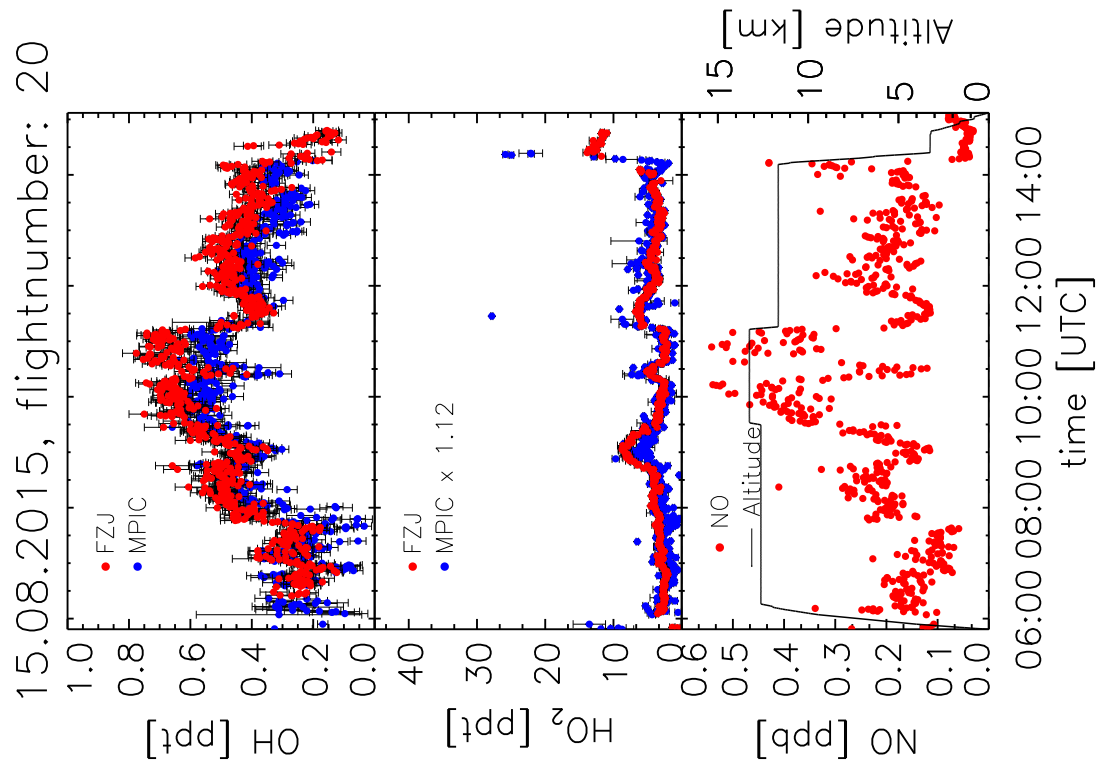 15.08.2015, flightnumber: 20
1.0
0.8
0.6
0.4
0.2
0.0
OH [ppt]
FZJ
MPIC
40
30
20
10
0
HO₂ [ppt]
FZJ
MPIC x 1.12
0.6
0.5
0.4
0.3
0.2
0.1
0.0
NO [ppb]
NO
Altitude
15
10
5
0
Altitude [km]
06:00 08:00 10:00 12:00 14:00
time [UTC]